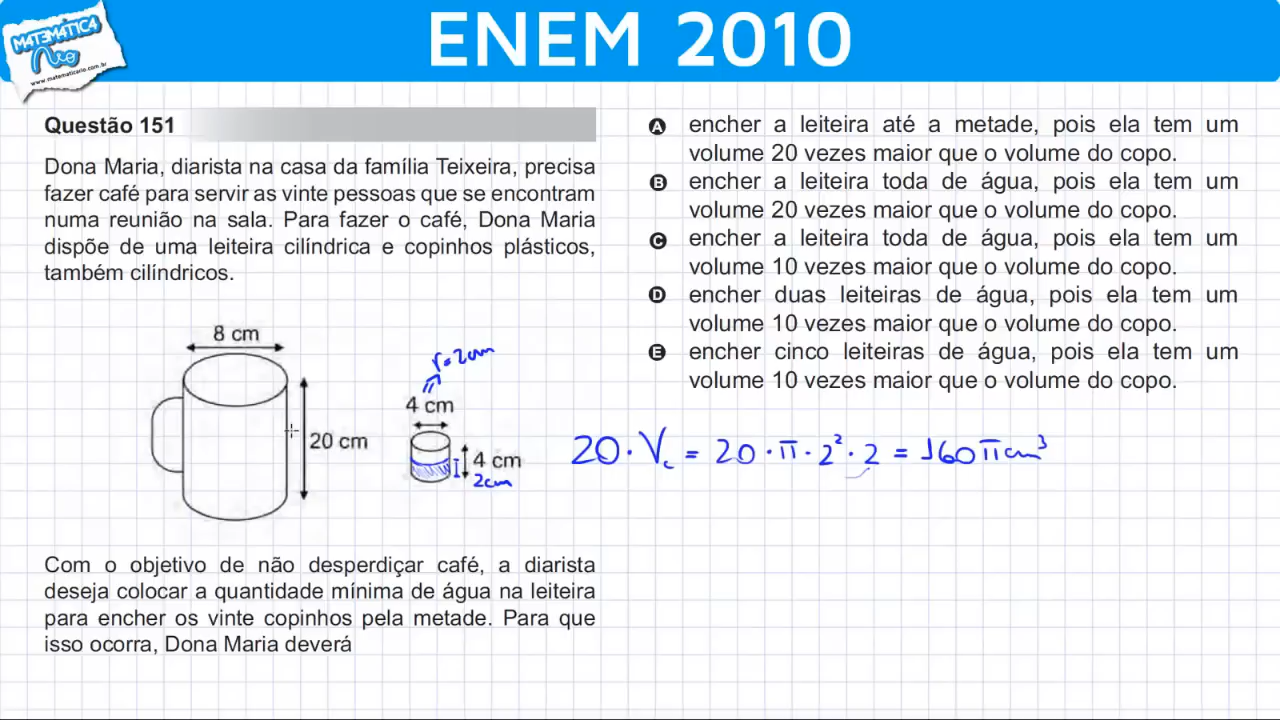 ENEM 2010
MATEMÁTICA
Rio
www.matematicario.com.br
Questão 151
Dona Maria, diarista na casa da família Teixeira, precisa
fazer café para servir as vinte pessoas que se encontram
numa reunião na sala. Para fazer o café, Dona Maria
dispõe de uma leiteira cilíndrica e copinhos plásticos,
também cilíndricos.
8 cm
20 cm
r=2cm
4 cm
4 cm
2cm
Com o objetivo de não desperdiçar café, a diarista
deseja colocar a quantidade mínima de água na leiteira
para encher os vinte copinhos pela metade. Para que
isso ocorra, Dona Maria deverá
A encher a leiteira até a metade, pois ela tem um
volume 20 vezes maior que o volume do copo.
B encher a leiteira toda de água, pois ela tem um
volume 20 vezes maior que o volume do copo.
C encher a leiteira toda de água, pois ela tem um
volume 10 vezes maior que o volume do copo.
D encher duas leiteiras de água, pois ela tem um
volume 10 vezes maior que o volume do copo.
E encher cinco leiteiras de água, pois ela tem um
volume 10 vezes maior que o volume do copo.
20 · Vc = 20 · π · 2² · 2 = 160π cm³